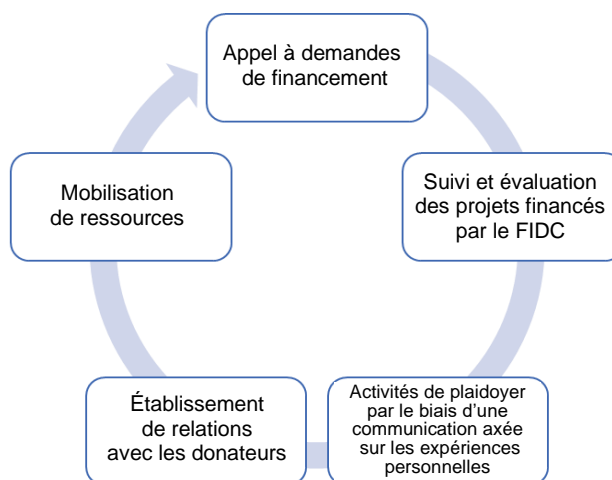 Appel à demandes
de financement
Suivi et évaluation
des projets financés
par le FIDC
Activités de plaidoyer
par le biais d'une
communication axée
sur les expériences
personnelles
Établissement
de relations
avec les donateurs
Mobilisation
de ressources